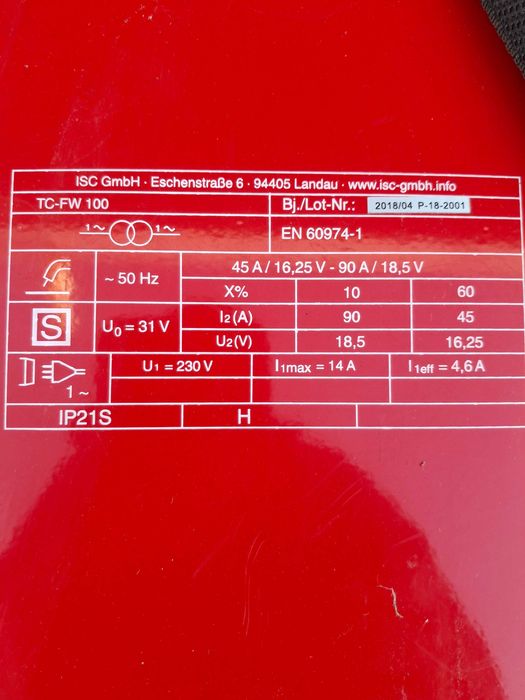 ISC GmbH · Eschenstraße 6 · 94405 Landau · www.isc-gmbh.info
TC-FW 100 Bj./Lot-Nr.: 2018/04 P-18-2001
1~ 1~ EN 60974-1
~ 50 Hz 45 A / 16,25 V - 90 A / 18,5 V
X% 10 60
S U0 = 31 V I2 (A) 90 45
U2 (V) 18,5 16,25
1~ U1 = 230 V I1max = 14 A I1eff = 4,6 A
IP21S H